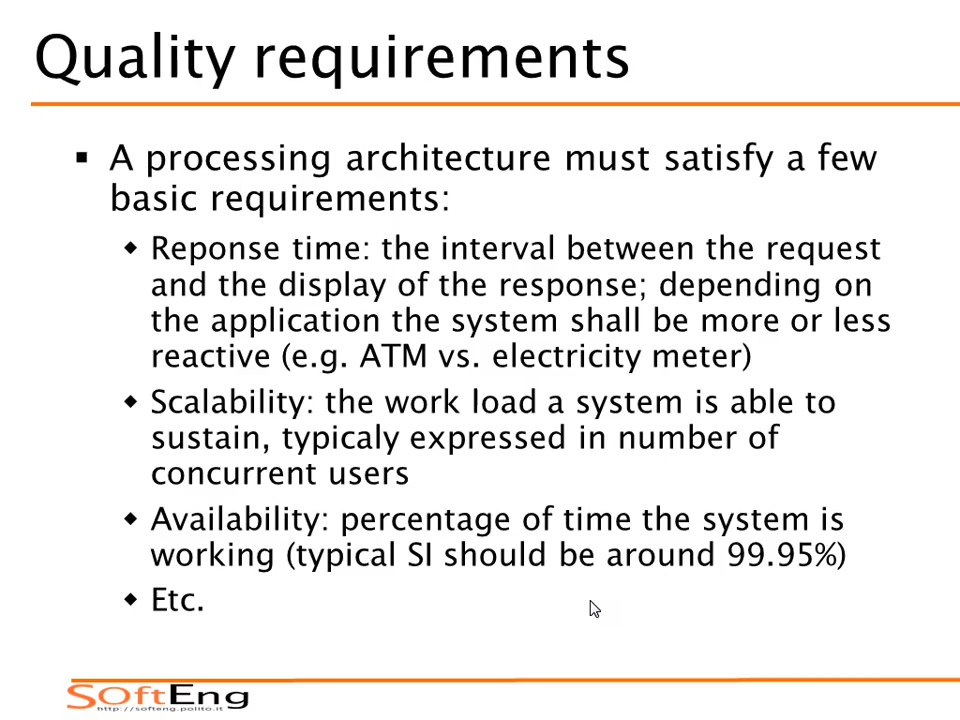 Quality requirements
A processing architecture must satisfy a few
basic requirements:
Reponse time: the interval between the request
and the display of the response; depending on
the application the system shall be more or less
reactive (e.g. ATM vs. electricity meter)
Scalability: the work load a system is able to
sustain, typicaly expressed in number of
concurrent users
Availability: percentage of time the system is
working (typical SI should be around 99.95%)
Etc.
SoftEng
http://softeng.polito.it